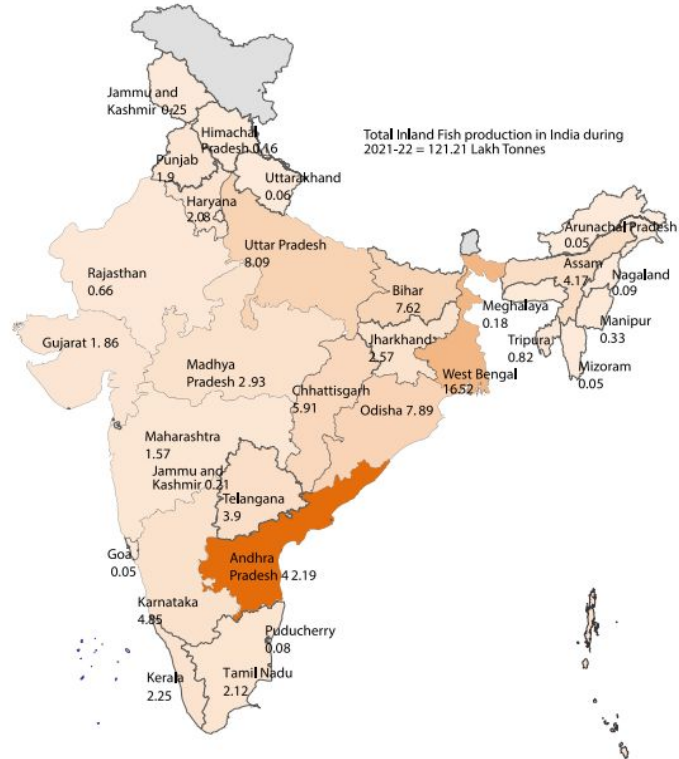 Jammu and
Kashmir 0.25
Himachal
Pradesh 0.16
Total Inland Fish production in India during
2021-22 = 121.21 Lakh Tonnes
Punjab
1.9
Uttarakhand
0.06
Haryana
2.08
Arunachal Pradesh
0.05
Uttar Pradesh
8.09
Assam
4.17
Rajasthan
0.66
Nagaland
0.09
Bihar
7.62
Meghalaya
0.18
Manipur
0.33
Gujarat 1. 86
Jharkhand
2.57
Tripura
0.82
Madhya
Pradesh 2.93
Mizoram
0.05
West Bengal
16.52
Chhattisgarh
5.91
Odisha 7.89
Maharashtra
1.57
Jammu and
Kashmir 0.21
Telangana
3.9
Goa
0.05
Andhra
Pradesh 4 2.19
Karnataka
4.85
Puducherry
0.08
Kerala
2.25
Tamil Nadu
2.12